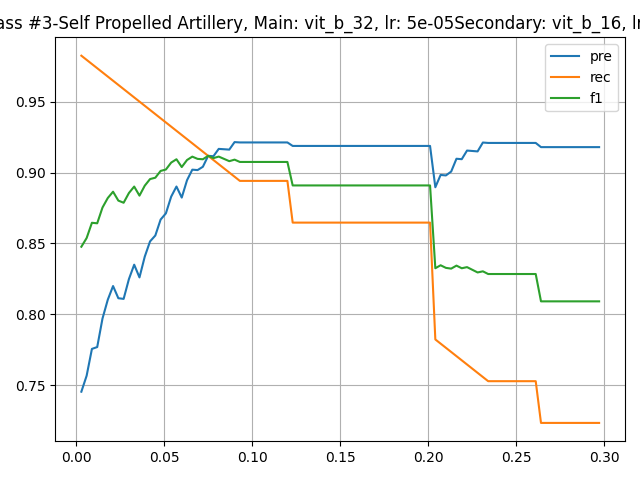 ass #3-Self Propelled Artillery, Main: vit_b_32, lr: 5e-05Secondary: vit_b_16, lr
pre
rec
f1
0.95
0.90
0.85
0.80
0.75
0.00 0.05 0.10 0.15 0.20 0.25 0.30